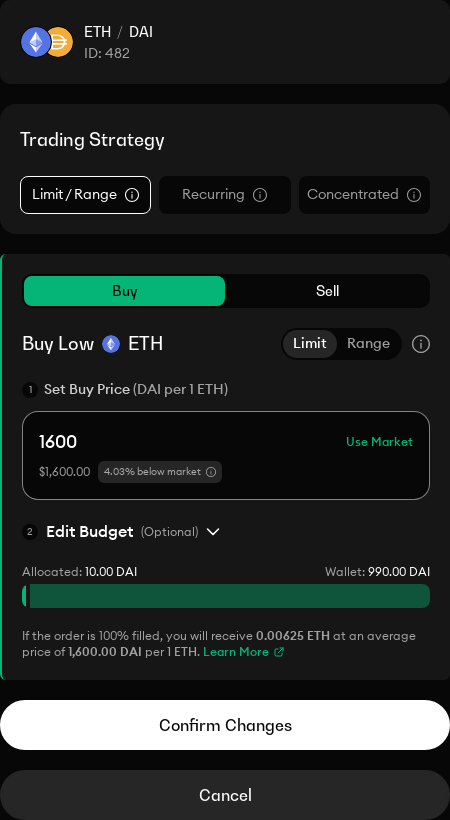 ETH / DAI
ID: 482
Trading Strategy
Limit / Range
Recurring
Concentrated
Buy
Sell
Buy Low ETH
Limit
Range
1 Set Buy Price (DAI per 1 ETH)
1600
Use Market
$1,600.00
4.03% below market
2 Edit Budget (Optional)
Allocated: 10.00 DAI
Wallet: 990.00 DAI
If the order is 100% filled, you will receive 0.00625 ETH at an average
price of 1,600.00 DAI per 1 ETH. Learn More
Confirm Changes
Cancel